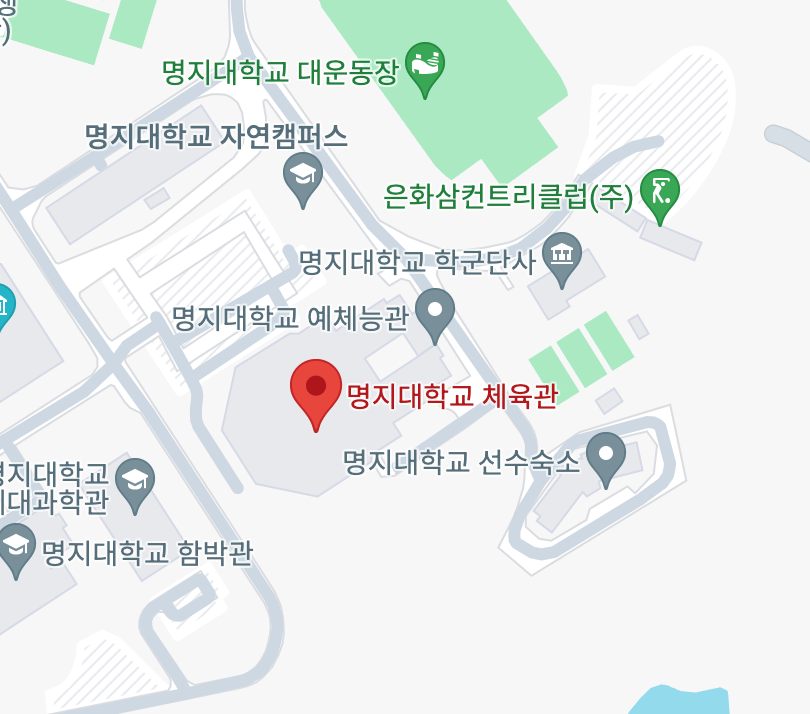 명지대학교 대운동장
명지대학교 자연캠퍼스
은화삼컨트리클럽(주)
명지대학교 학군단사
명지대학교 예체능관
명지대학교 체육관
명지대학교 선수숙소
명지대학교
대과학관
명지대학교 함박관